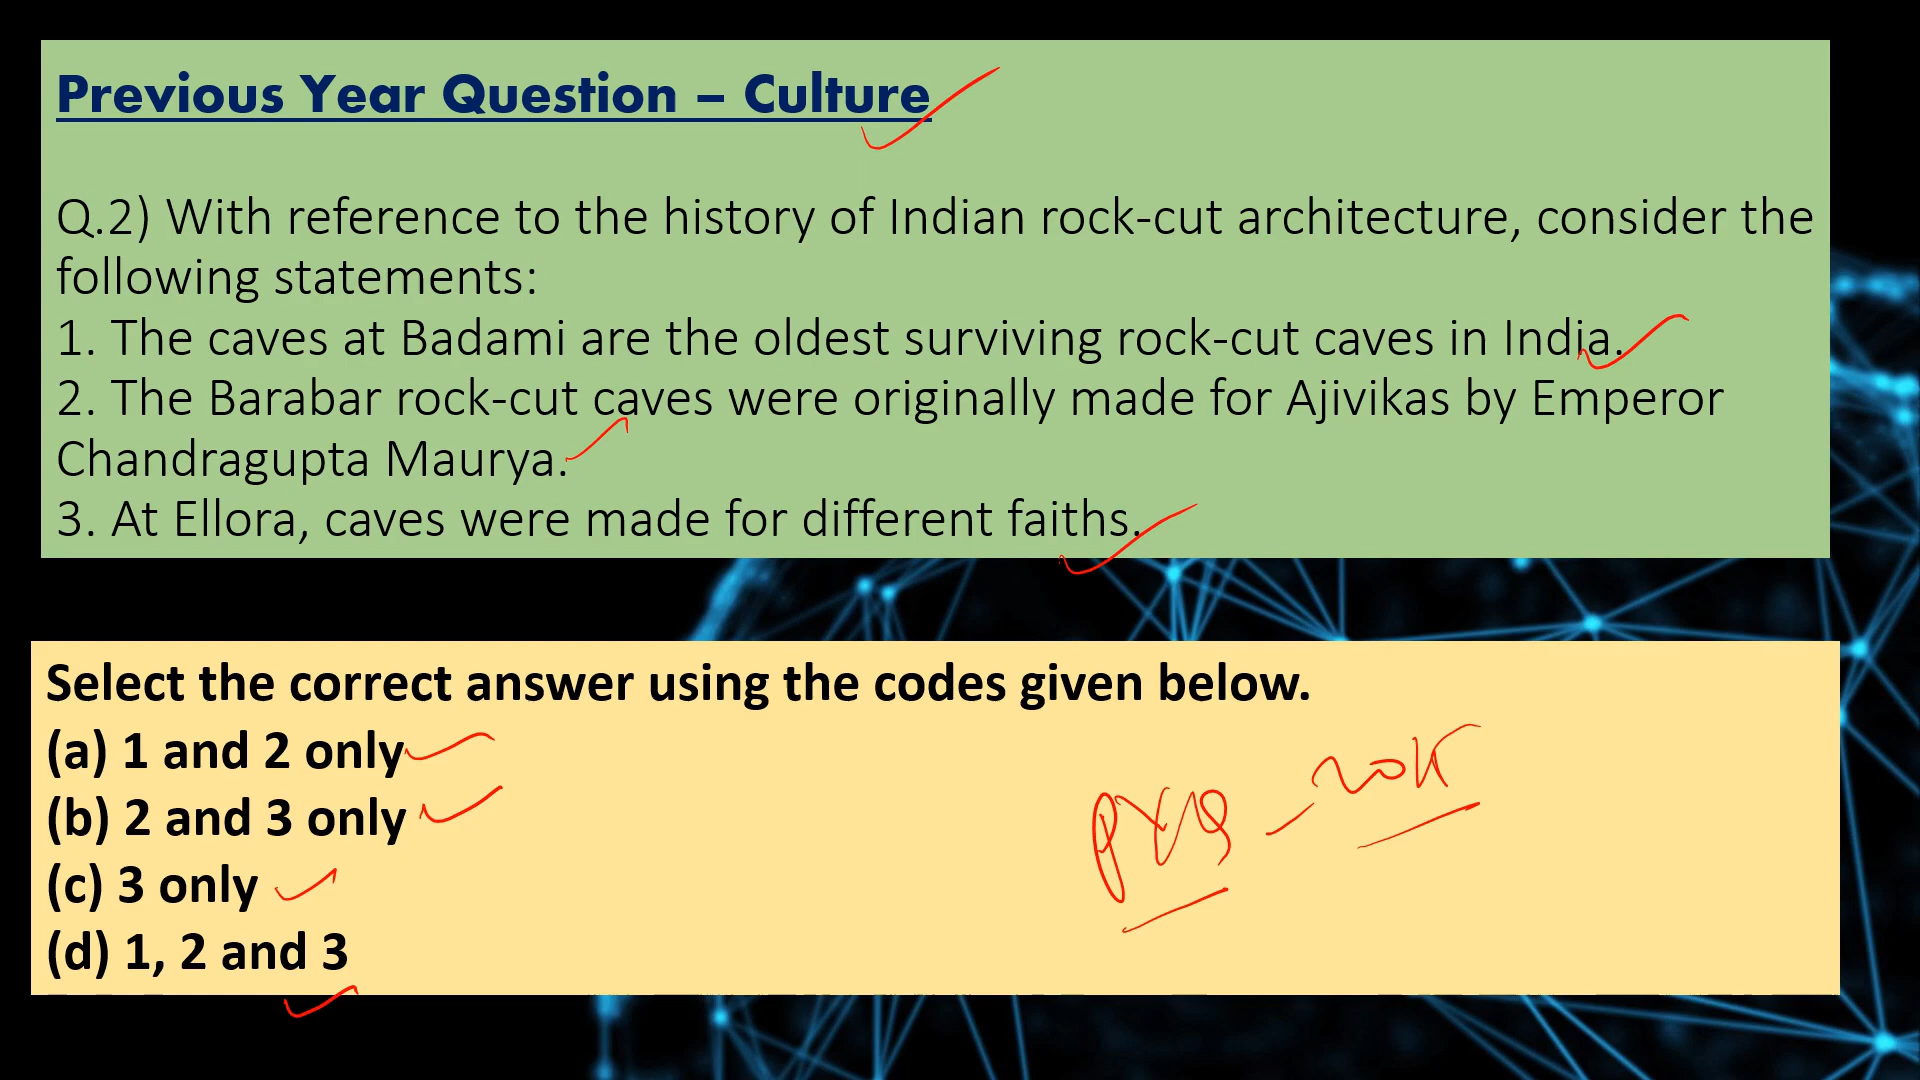 Previous Year Question – Culture
Q.2) With reference to the history of Indian rock-cut architecture, consider the
following statements:
1. The caves at Badami are the oldest surviving rock-cut caves in India.
2. The Barabar rock-cut caves were originally made for Ajivikas by Emperor
Chandragupta Maurya.
3. At Ellora, caves were made for different faiths.
Select the correct answer using the codes given below.
(a) 1 and 2 only
(b) 2 and 3 only
(c) 3 only
(d) 1, 2 and 3
PYQ –